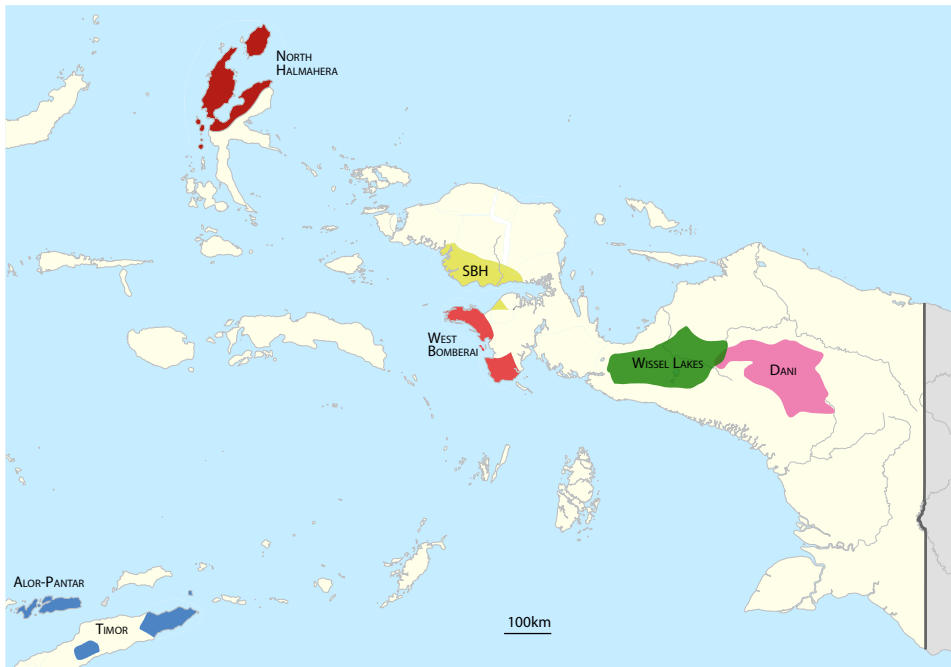 North
Halmahera
SBH
West
Bomberai
Wissel Lakes
Dani
Alor-Pantar
Timor
100km